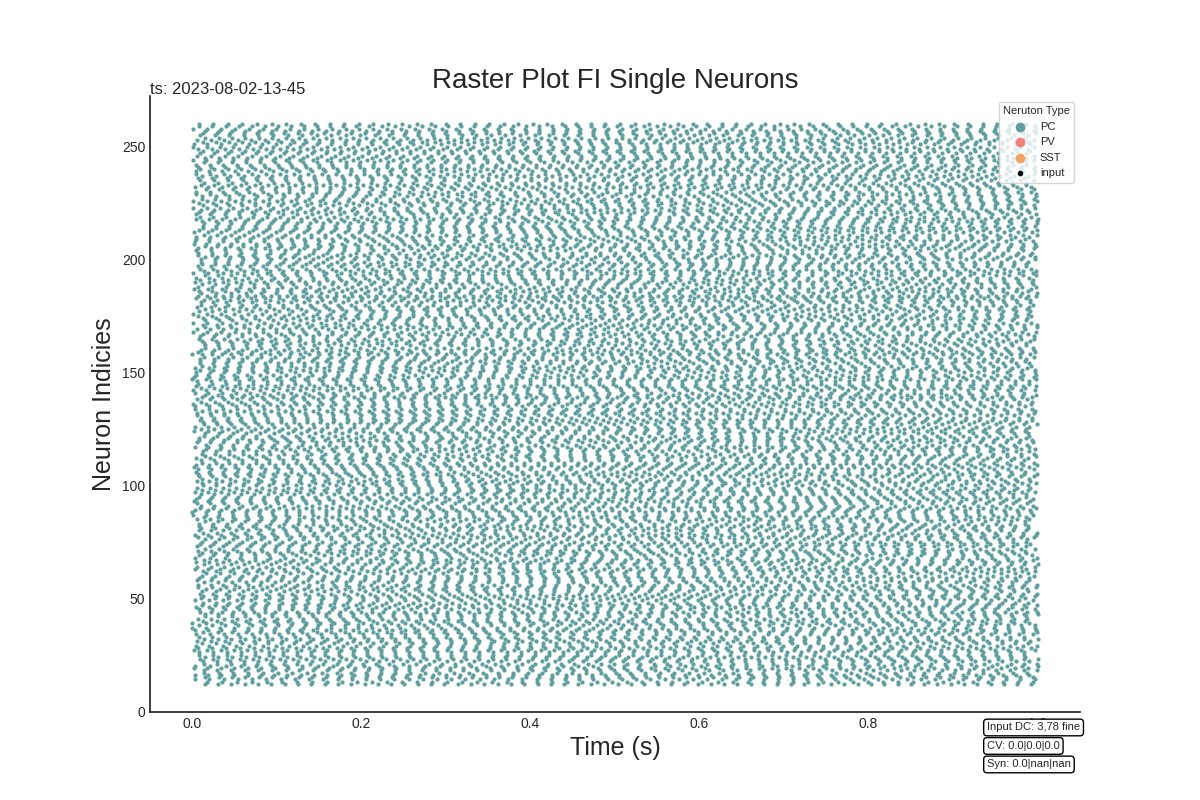 Raster Plot FI Single Neurons
ts: 2023-08-02-13-45
Neruton Type
PC
PV
SST
input
Neuron Indicies
250
200
150
100
50
0
0.0 0.2 0.4 0.6 0.8
Time (s)
Input DC: 3,78 fine
CV: 0.0|0.0|0.0
Syn: 0.0|nan|nan